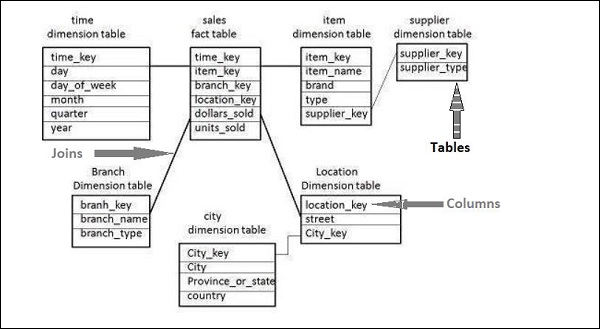 time
dimension table
time_key
day
day_of_week
month
quarter
year
sales
fact table
time_key
item_key
branch_key
location_key
dollars_sold
units_sold
item
dimension table
item_key
item_name
brand
type
supplier_key
supplier
dimension table
supplier_key
supplier_type
Tables
Joins
Branch
Dimension table
branh_key
branch_name
branch_type
city
dimension table
City_key
City
Province_or_state
country
Location
Dimension table
location_key
street
City_key
Columns